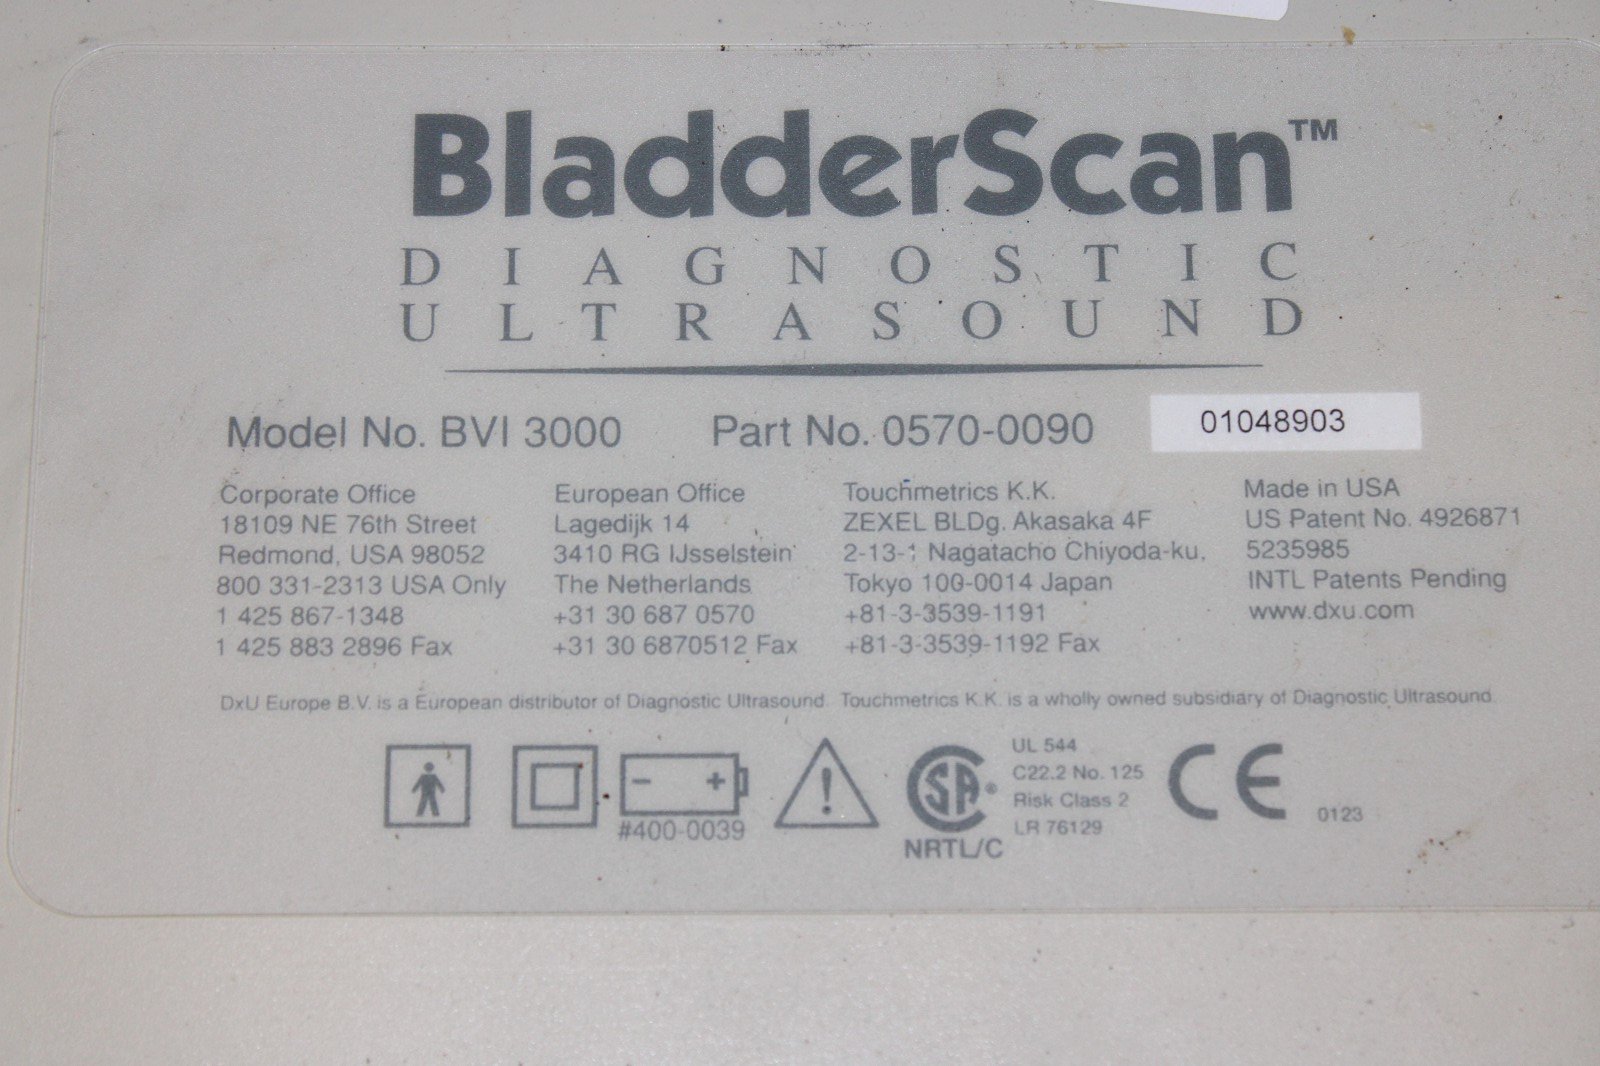 BladderScan™
DIAGNOSTIC
ULTRASOUND
Model No. BVI 3000 Part No. 0570-0090 01048903
Corporate Office
18109 NE 76th Street
Redmond, USA 98052
800 331-2313 USA Only
1 425 867-1348
1 425 883 2896 Fax
European Office
Lagedijk 14
3410 RG IJsselstein
The Netherlands
+31 30 687 0570
+31 30 6870512 Fax
Touchmetrics K.K.
ZEXEL BLDg. Akasaka 4F
2-13-1 Nagatacho Chiyoda-ku,
Tokyo 100-0014 Japan
+81-3-3539-1191
+81-3-3539-1192 Fax
Made in USA
US Patent No. 4926871
5235985
INTL Patents Pending
www.dxu.com
DxU Europe B.V. is a European distributor of Diagnostic Ultrasound. Touchmetrics K.K. is a wholly owned subsidiary of Diagnostic Ultrasound.
#400-0039
CSA®
NRTL/C
UL 544
C22.2 No. 125
Risk Class 2
LR 76129
CE 0123